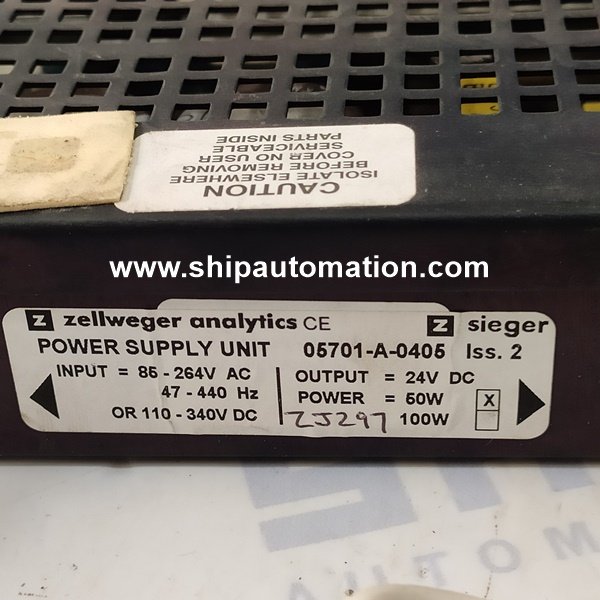 CAUTION
ISOLATE ELSEWHERE
BEFORE REMOVING
COVER NO USER
SERVICEABLE
PARTS INSIDE
www.shipautomation.com
Z zellweger analytics CE Z sieger
POWER SUPPLY UNIT 05701-A-0405 Iss. 2
INPUT = 85 - 264V AC
47 - 440 Hz
OR 110 - 340V DC
OUTPUT = 24V DC
POWER = 50W X
ZJ297 100W